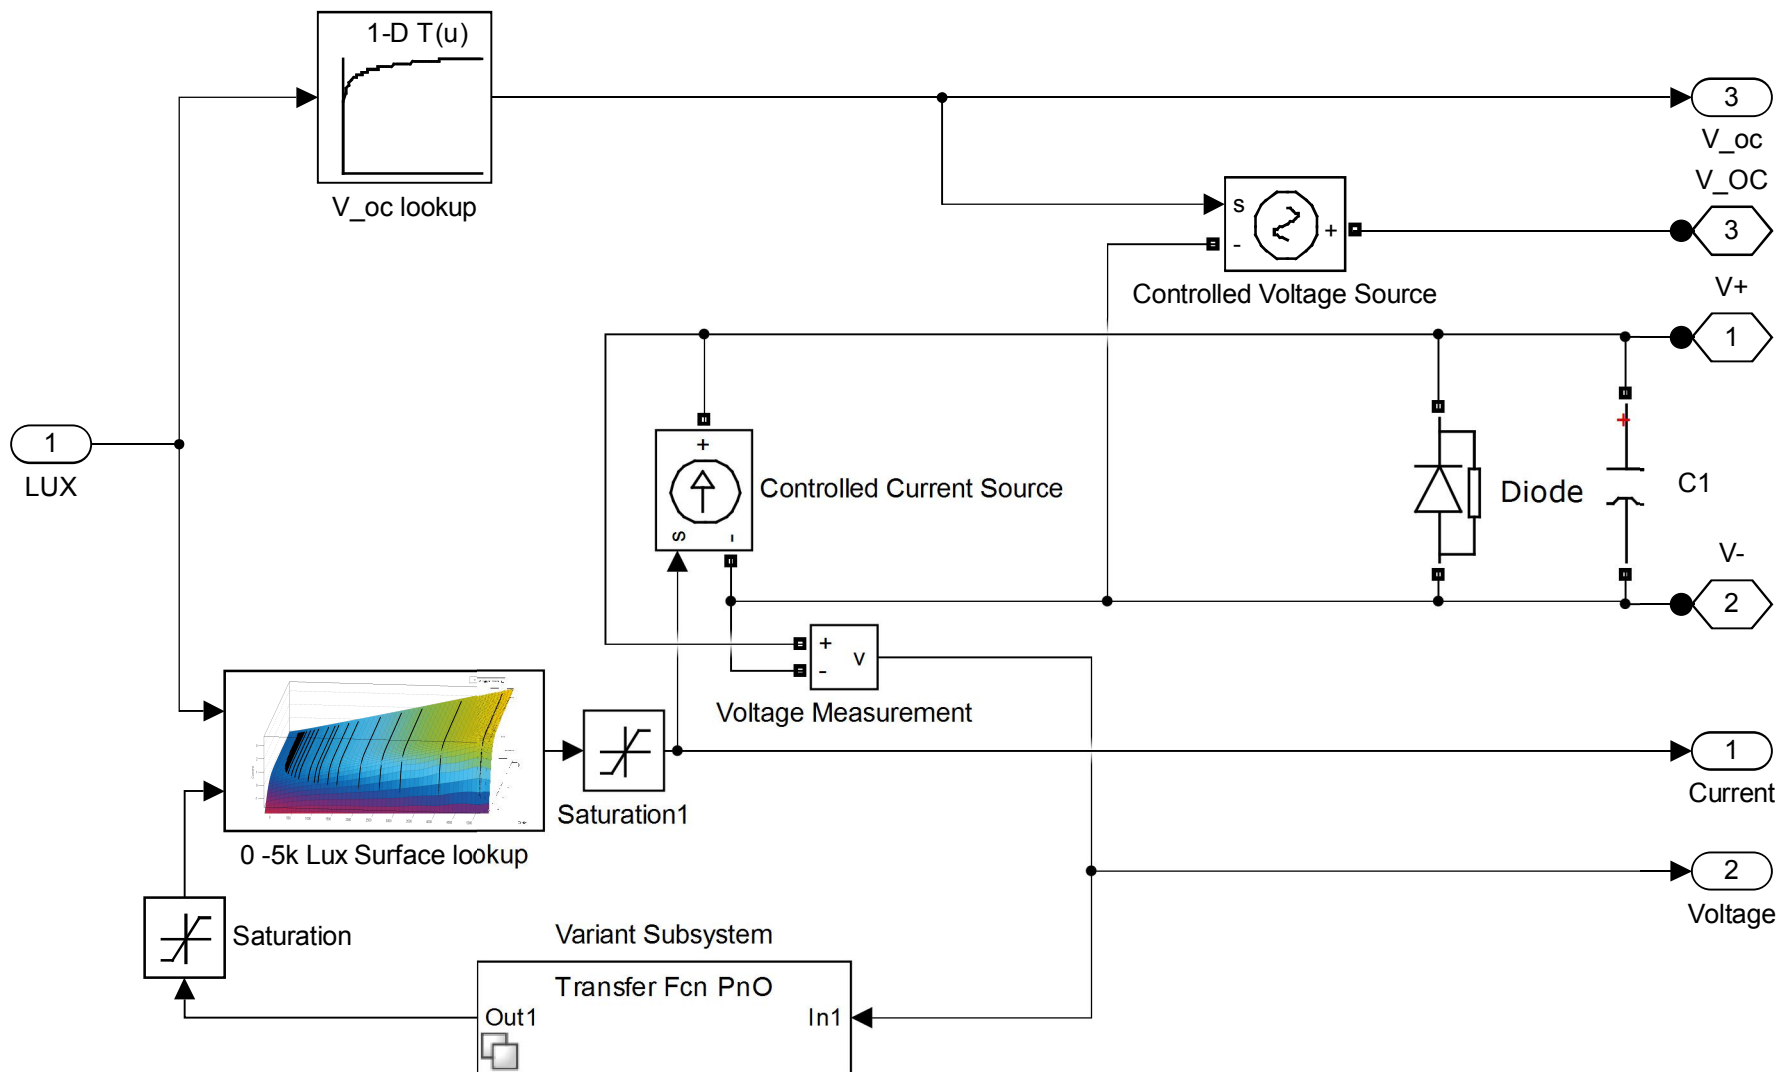 1-D T(u)
V_oc lookup
3
V_oc
V_OC
3
s
-
+
Controlled Voltage Source
V+
1
1
LUX
+
s
-
Controlled Current Source
Diode
+
C1
V-
2
+
-
v
Voltage Measurement
0 -5k Lux Surface lookup
Saturation1
1
Current
2
Voltage
Saturation
Variant Subsystem
Transfer Fcn PnO
Out1
In1